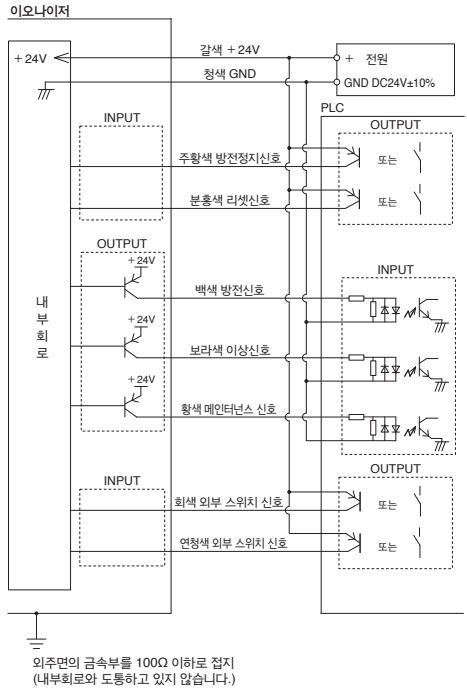 이오나이저
+24V
갈색 +24V
+ 전원
청색 GND
GND DC24V±10%
PLC
INPUT
OUTPUT
주황색 방전정지신호
또는
분홍색 리셋신호
또는
OUTPUT
+24V
INPUT
백색 방전신호
내부회로
+24V
보라색 이상신호
+24V
황색 메인터넌스 신호
INPUT
OUTPUT
회색 외부 스위치 신호
또는
연청색 외부 스위치 신호
또는
외주면의 금속부를 100Ω 이하로 접지
(내부회로와 도통하고 있지 않습니다.)